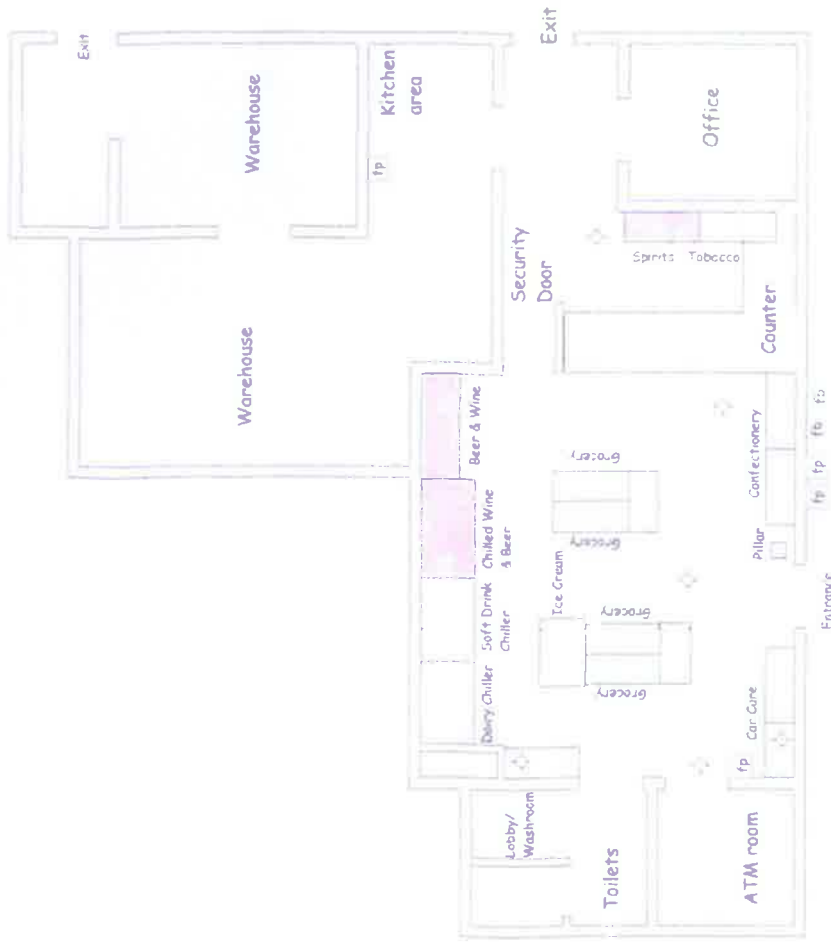 Exit
Warehouse
Kitchen
area
fp
Exit
Office
Warehouse
Security
Door
Spirits
Tobacco
Counter
Beer & Wine
Chilled Wine
& Beer
Soft Drink
Chiller
Dairy Chiller
Grocery
Grocery
Ice Cream
Grocery
Grocery
Confectionery
fp
fp
fb
fb
Pillar
Entrance
Car Care
fp
Lobby/
Washroom
Toilets
ATM room